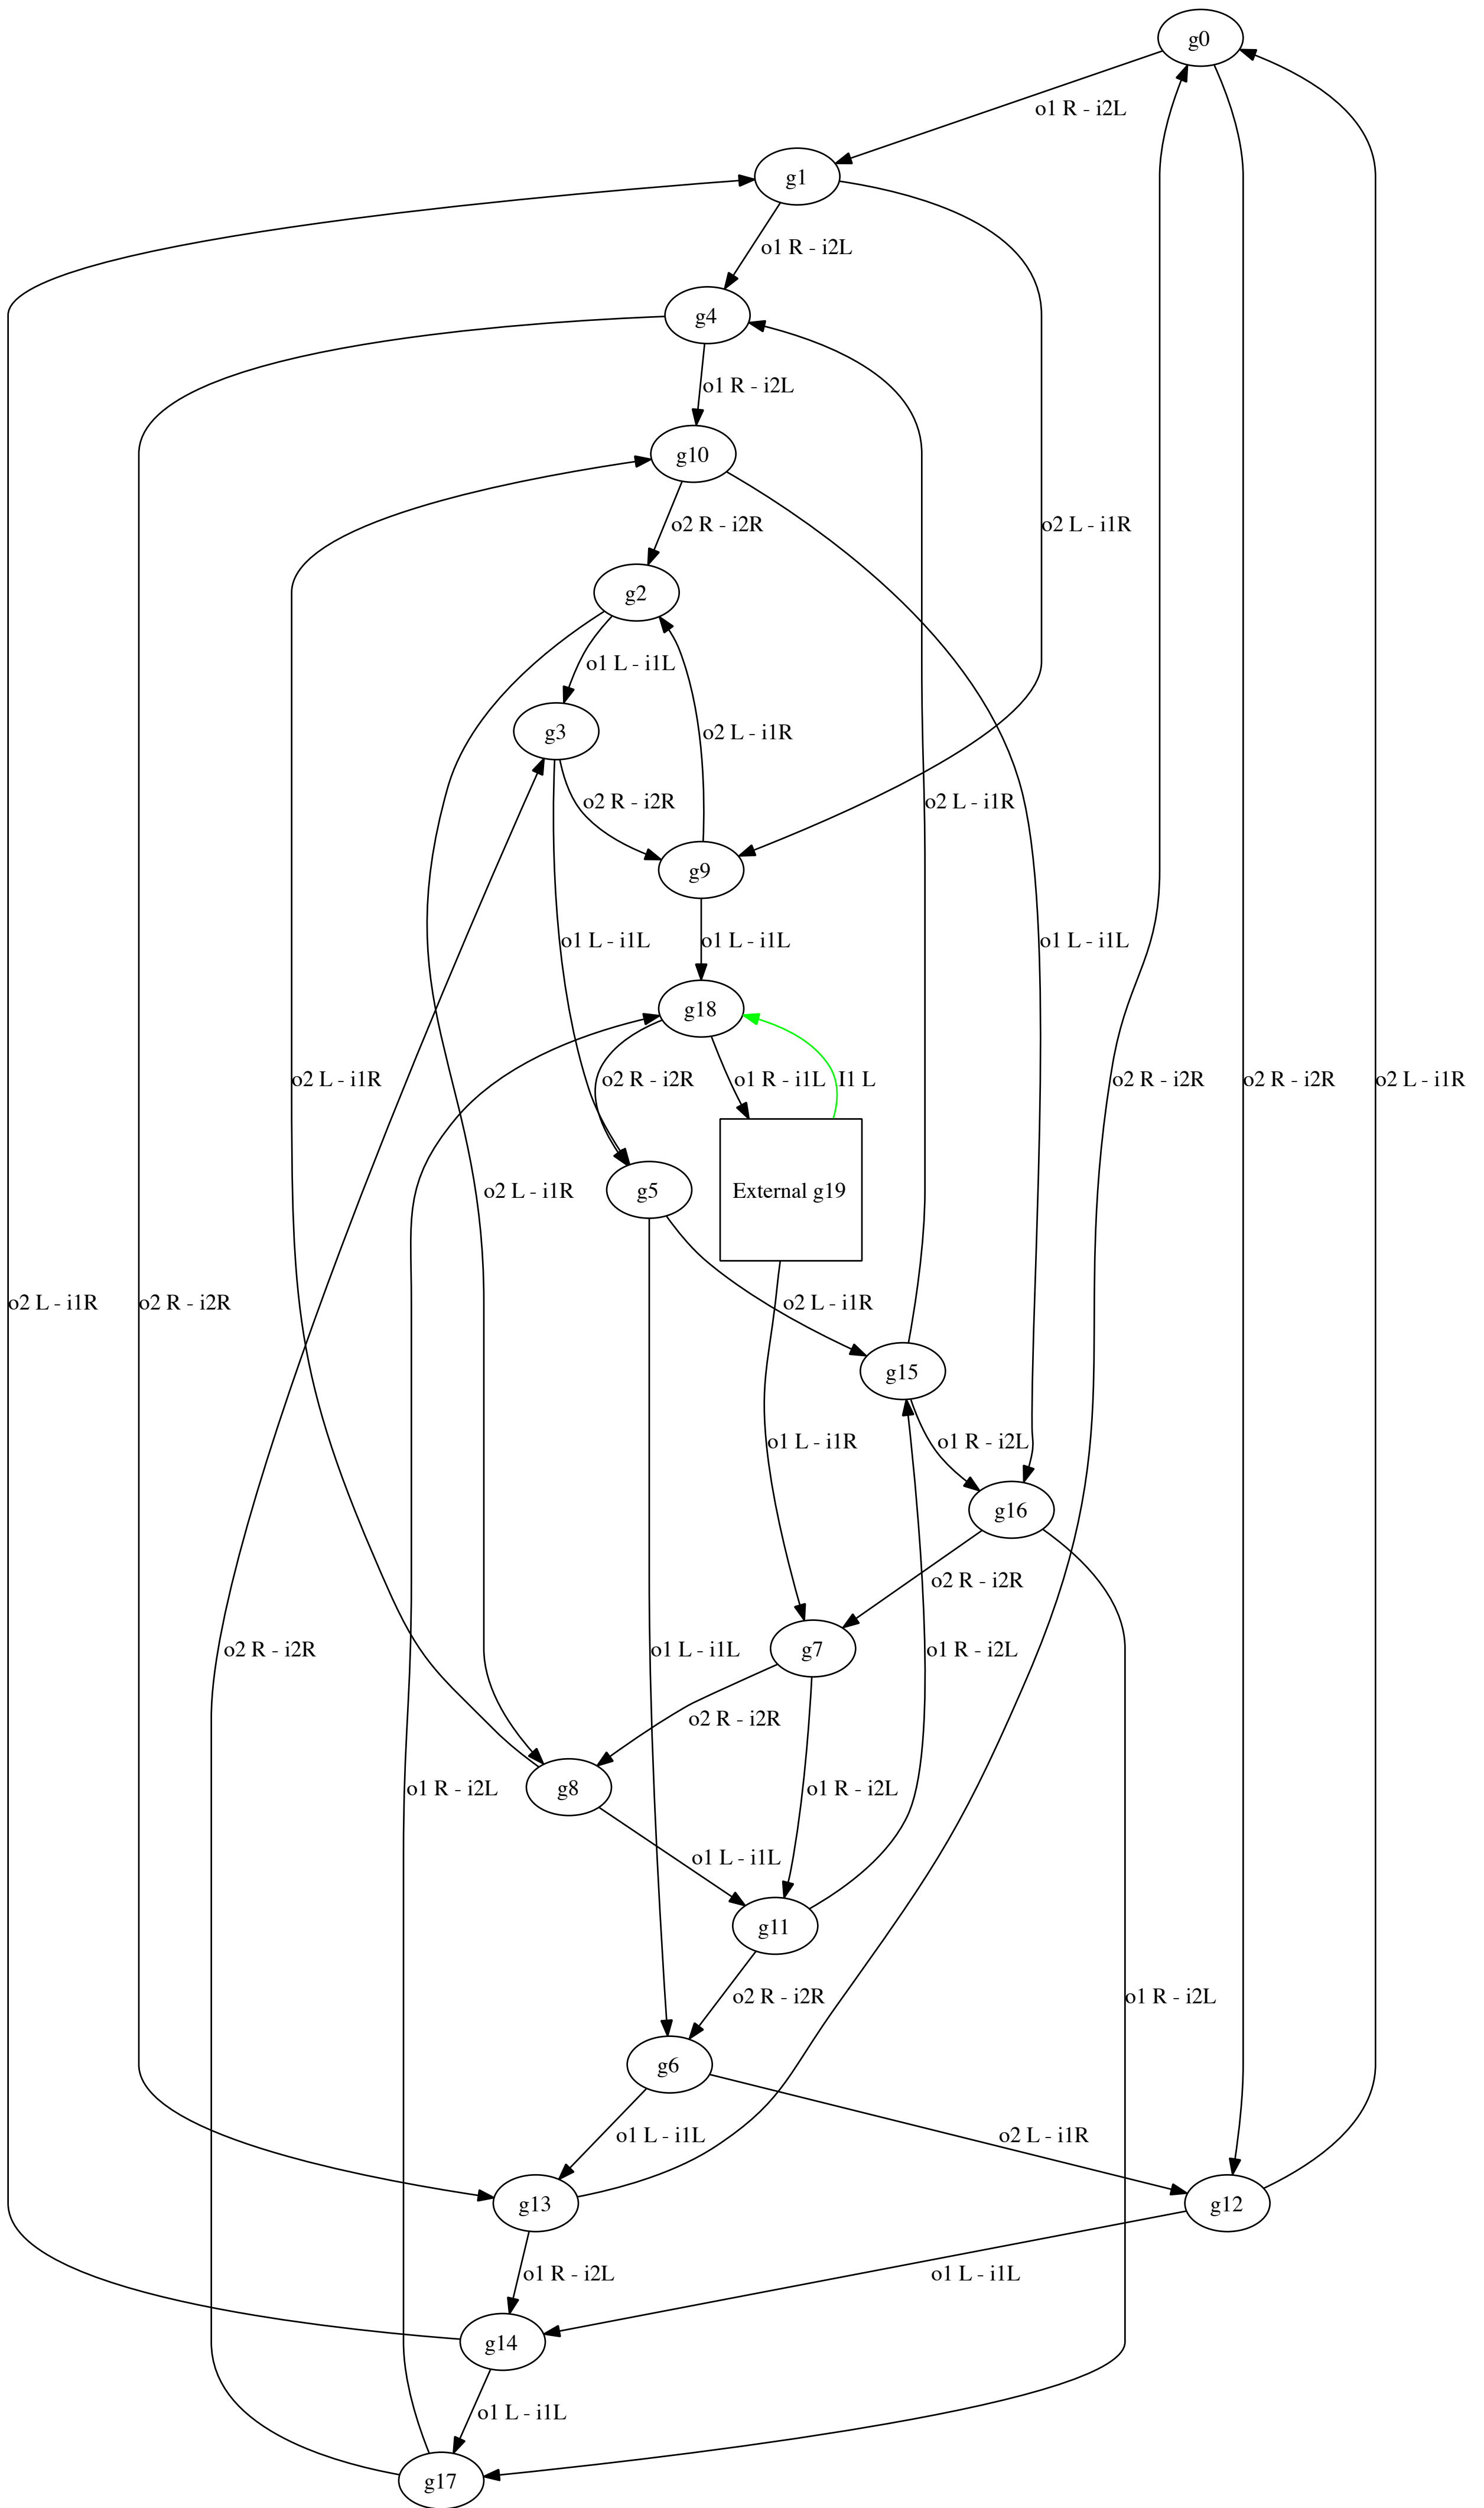 g0
o1 R - i2L
g1
o1 R - i2L
g4
o1 R - i2L
g10
o2 R - i2R
o2 L - i1R
g2
o1 L - i1L
g3
o2 L - i1R
o2 R - i2R
o2 L - i1R
g9
o1 L - i1L
o1 L - i1L
o1 L - i1L
g18
o2 L - i1R
o2 R - i2R
o1 R - i1L
I1 L
o2 R - i2R
o2 R - i2R
o2 L - i1R
o2 L - i1R
g5
External g19
o2 L - i1R
o2 R - i2R
o2 L - i1R
g15
o1 L - i1R
o1 R - i2L
g16
o2 R - i2R
o2 R - i2R
o1 L - i1L
g7
o1 R - i2L
o2 R - i2R
o1 R - i2L
g8
o1 R - i2L
o1 L - i1L
g11
o2 R - i2R
o1 R - i2L
g6
o1 L - i1L
o2 L - i1R
g13
g12
o1 R - i2L
o1 L - i1L
g14
o1 L - i1L
g17